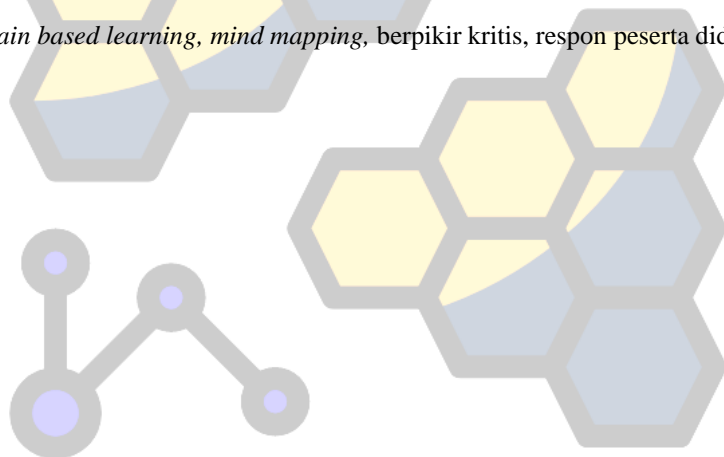 ain based learning, mind mapping, berpikir kritis, respon peserta did